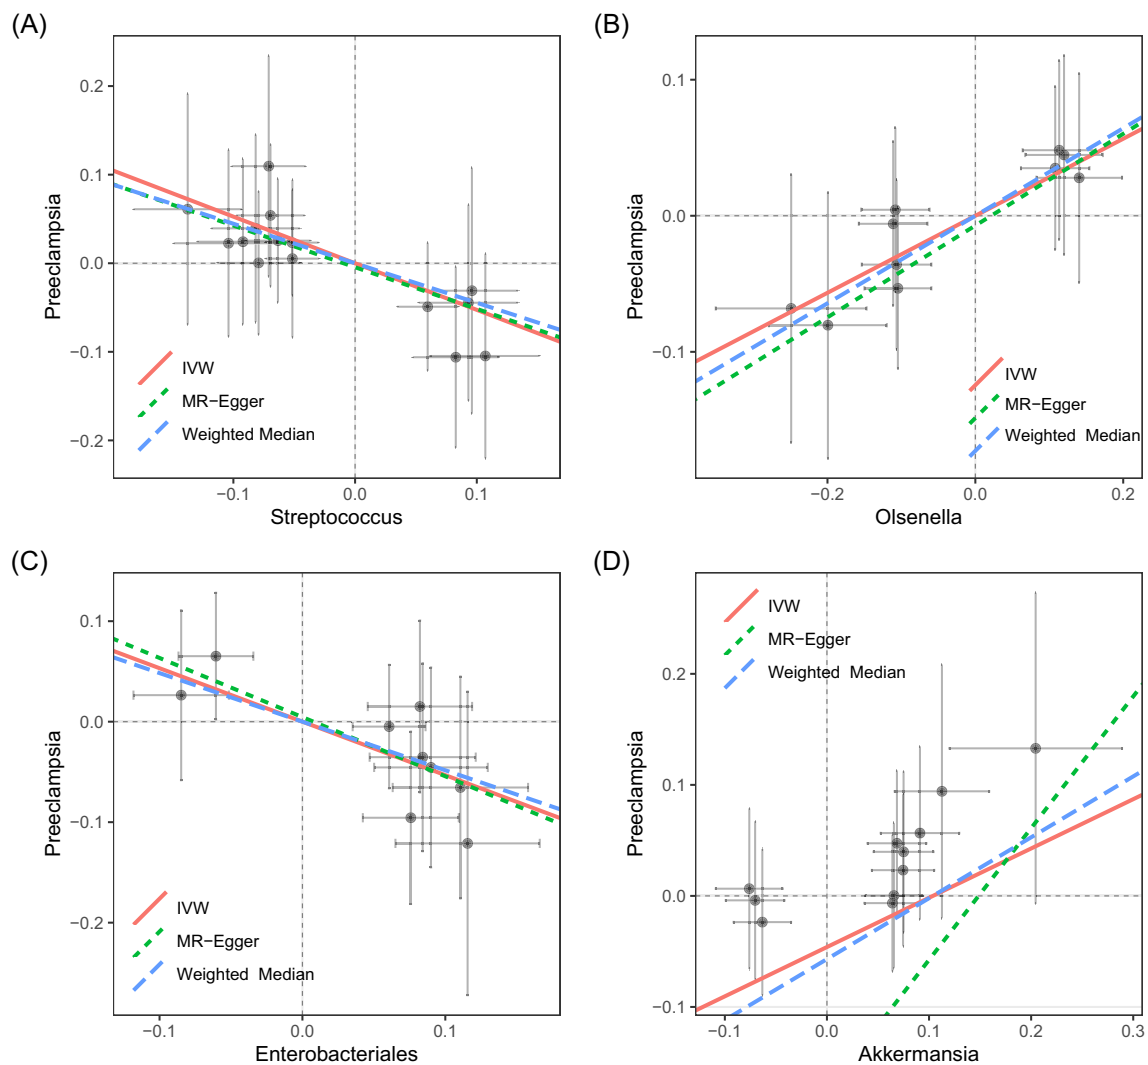 (A)
Preeclampsia
0.2
0.1
0.0
−0.1
−0.2
IVW
MR−Egger
Weighted Median
−0.1
0.0
0.1
Streptococcus
(B)
Preeclampsia
0.1
0.0
−0.1
IVW
MR−Egger
Weighted Median
−0.2
0.0
0.2
Olsenella
(C)
Preeclampsia
0.1
0.0
−0.1
−0.2
IVW
MR−Egger
Weighted Median
−0.1
0.0
0.1
Enterobacteriales
(D)
Preeclampsia
IVW
MR−Egger
Weighted Median
0.2
0.1
0.0
−0.1
−0.1
0.0
0.1
0.2
0.3
Akkermansia